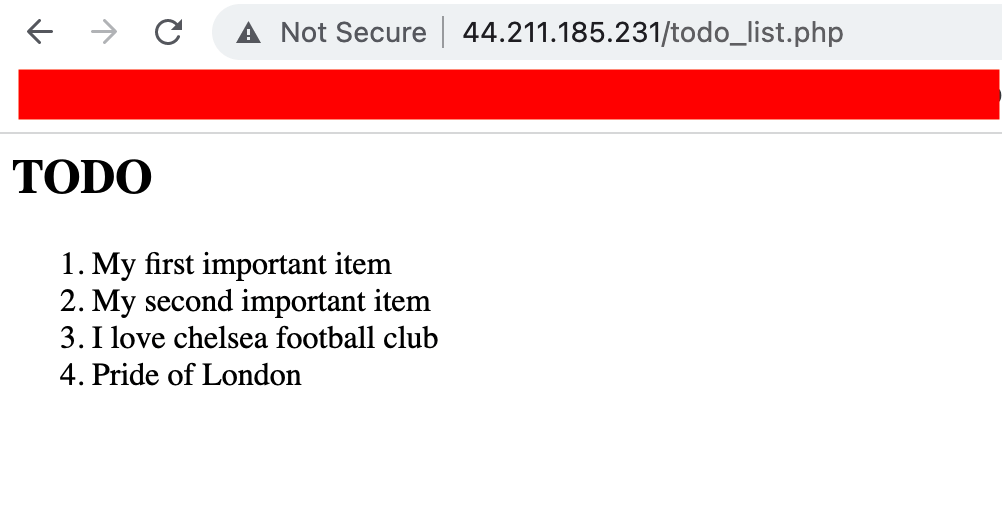 Not Secure 44.211.185.231/todo_list.php
TODO
1. My first important item
2. My second important item
3. I love chelsea football club
4. Pride of London